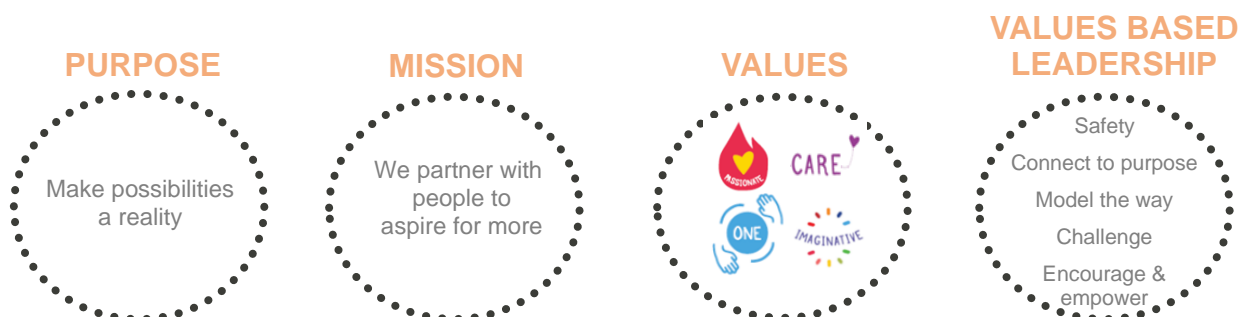 PURPOSE
Make possibilities
a reality
MISSION
We partner with
people to
aspire for more
VALUES
PASSIONATE
CARE
ONE
IMAGINATIVE
VALUES BASED
LEADERSHIP
Safety
Connect to purpose
Model the way
Challenge
Encourage &
empower